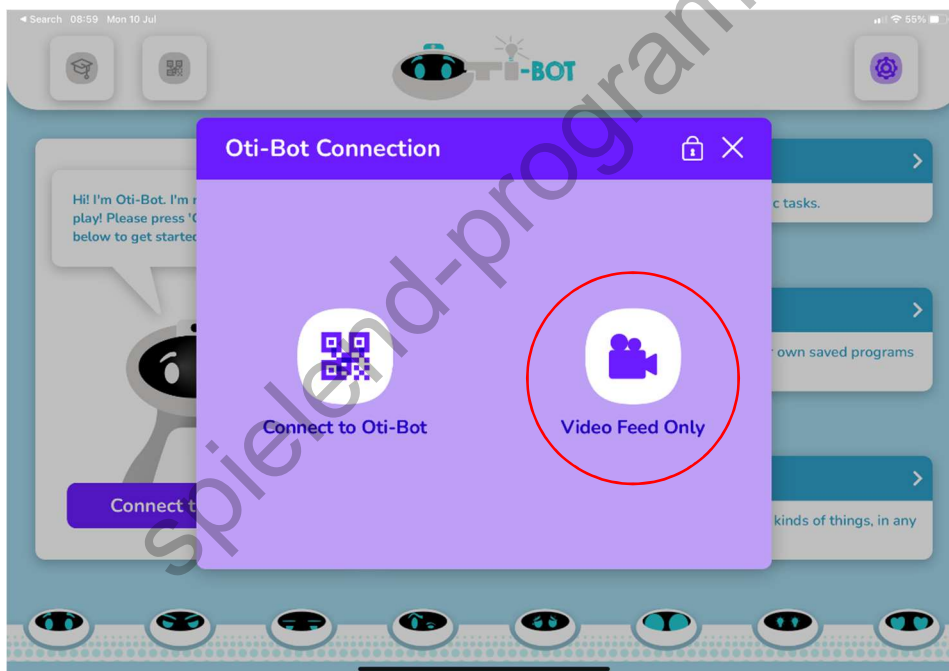 Search 08:59 Mon 10 Jul
55%
Oti-BOT
Oti-Bot Connection
Hi! I'm Oti-Bot. I'm
play! Please press
below to get started
c tasks.
own saved programs
Connect to Oti-Bot
Video Feed Only
Connect t
kinds of things, in any
spielend-program